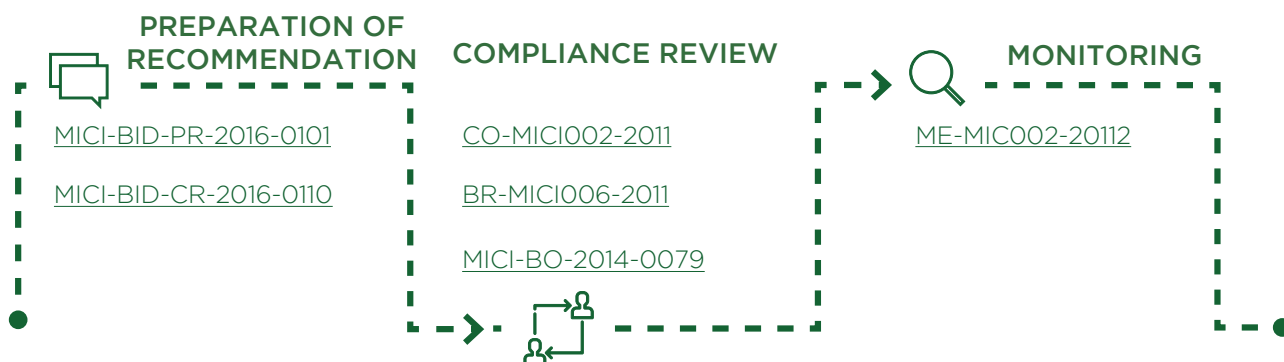 PREPARATION OF
RECOMMENDATION
MICI-BID-PR-2016-0101
MICI-BID-CR-2016-0110
COMPLIANCE REVIEW
CO-MICI002-2011
BR-MICI006-2011
MICI-BO-2014-0079
MONITORING
ME-MIC002-20112